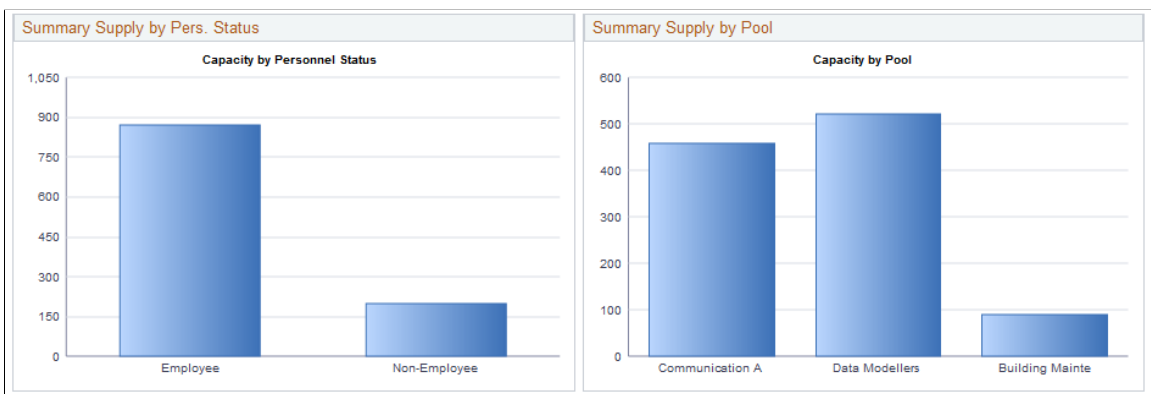 Summary Supply by Pers. Status
Capacity by Personnel Status
1,050
900
750
600
450
300
150
0
Employee Non-Employee
Summary Supply by Pool
Capacity by Pool
600
500
400
300
200
100
0
Communication A Data Modellers Building Mainte